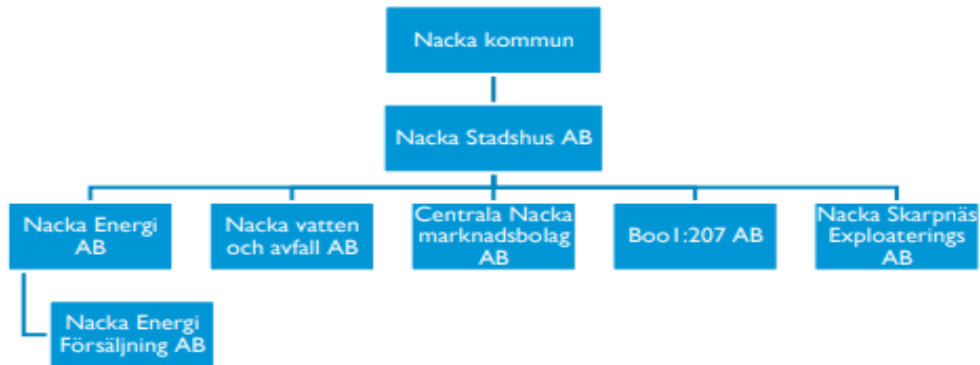 Nacka kommun
Nacka Stadshus AB
Nacka Energi
AB
Nacka vatten
och avfall AB
Centrala Nacka
marknadsbolag
AB
Boo1:207 AB
Nacka Skarpnäs
Exploaterings
AB
Nacka Energi
Försäljning AB